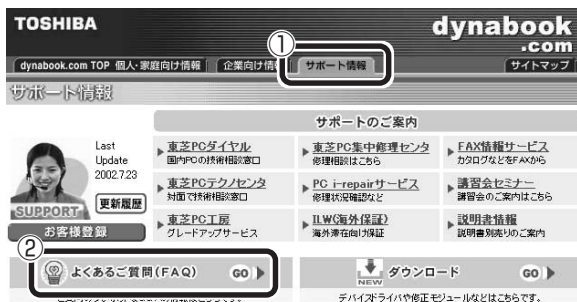 TOSHIBA
dynabook
.com
①
dynabook.com TOP 個人・家庭向け情報 企業向け情 サポート情報 サイトマップ
サポート情報
サポートのご案内
Last
Update
2002.7.23
更新履歴
SUPPORT
お客様登録
東芝PCダイヤル
国内PCの技術相談窓口
東芝PC集中修理センタ
修理相談はこちら
FAX情報サービス
カタログなどをFAXから
東芝PCテクノセンタ
対面で技術相談窓口
PC i-repairサービス
修理状況確認など
講習会セミナー
講習会のご案内はこちら
東芝PC工房
グレードアップサービス
ILW(海外保証)
海外滞在向け保証
説明書情報
説明書別売りのご案内
②
よくあるご質問(FAQ) GO
NEW ダウンロード GO
デバイスドライバや修正モジュールなどはこちらです。